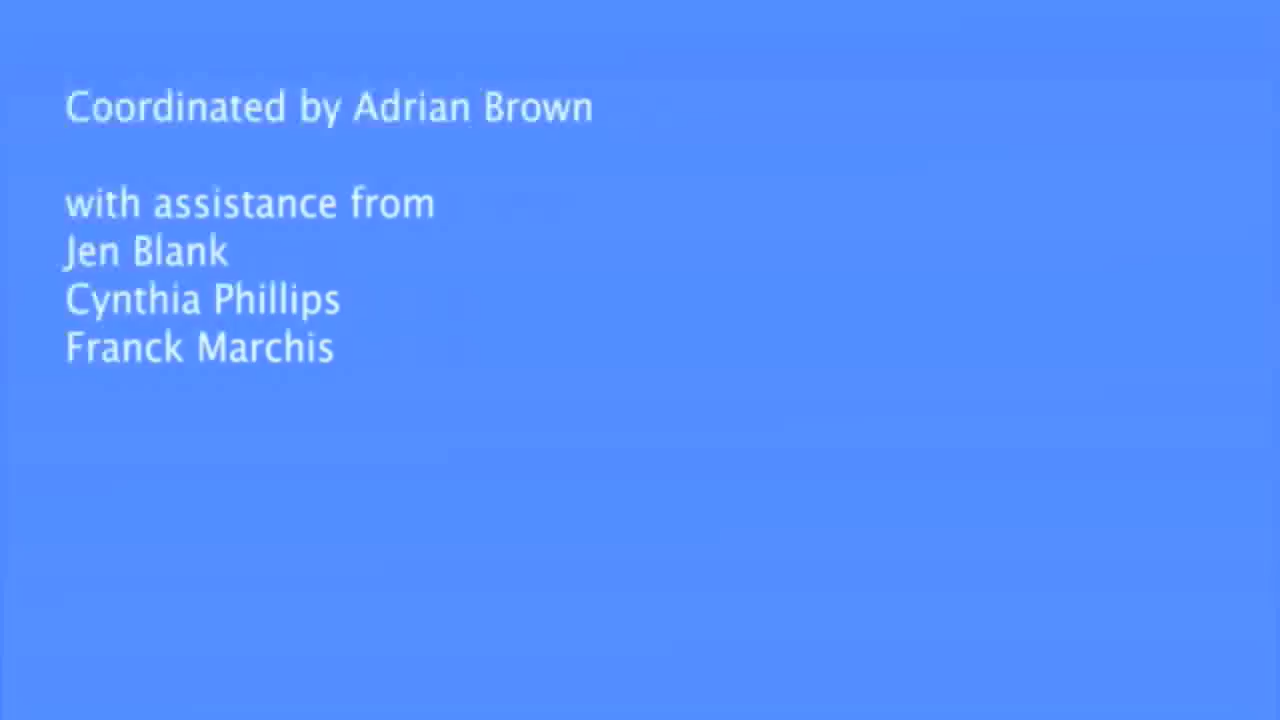 Coordinated by Adrian Brown
with assistance from
Jen Blank
Cynthia Phillips
Franck Marchis